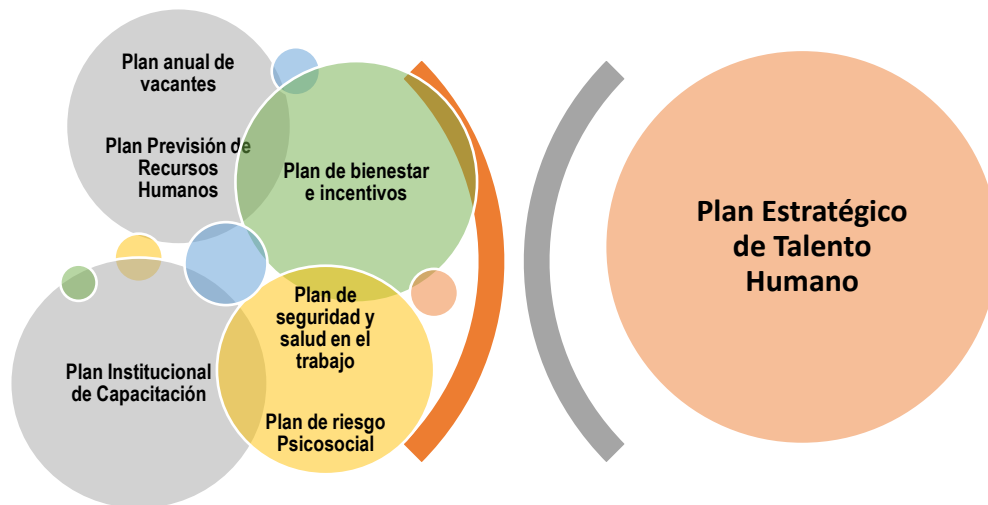 Plan anual de
vacantes
Plan Previsión de
Recursos
Humanos
Plan de bienestar
e incentivos
Plan Institucional
de Capacitación
Plan de
seguridad y
salud en el
trabajo
Plan de riesgo
Psicosocial
Plan Estratégico
de Talento
Humano